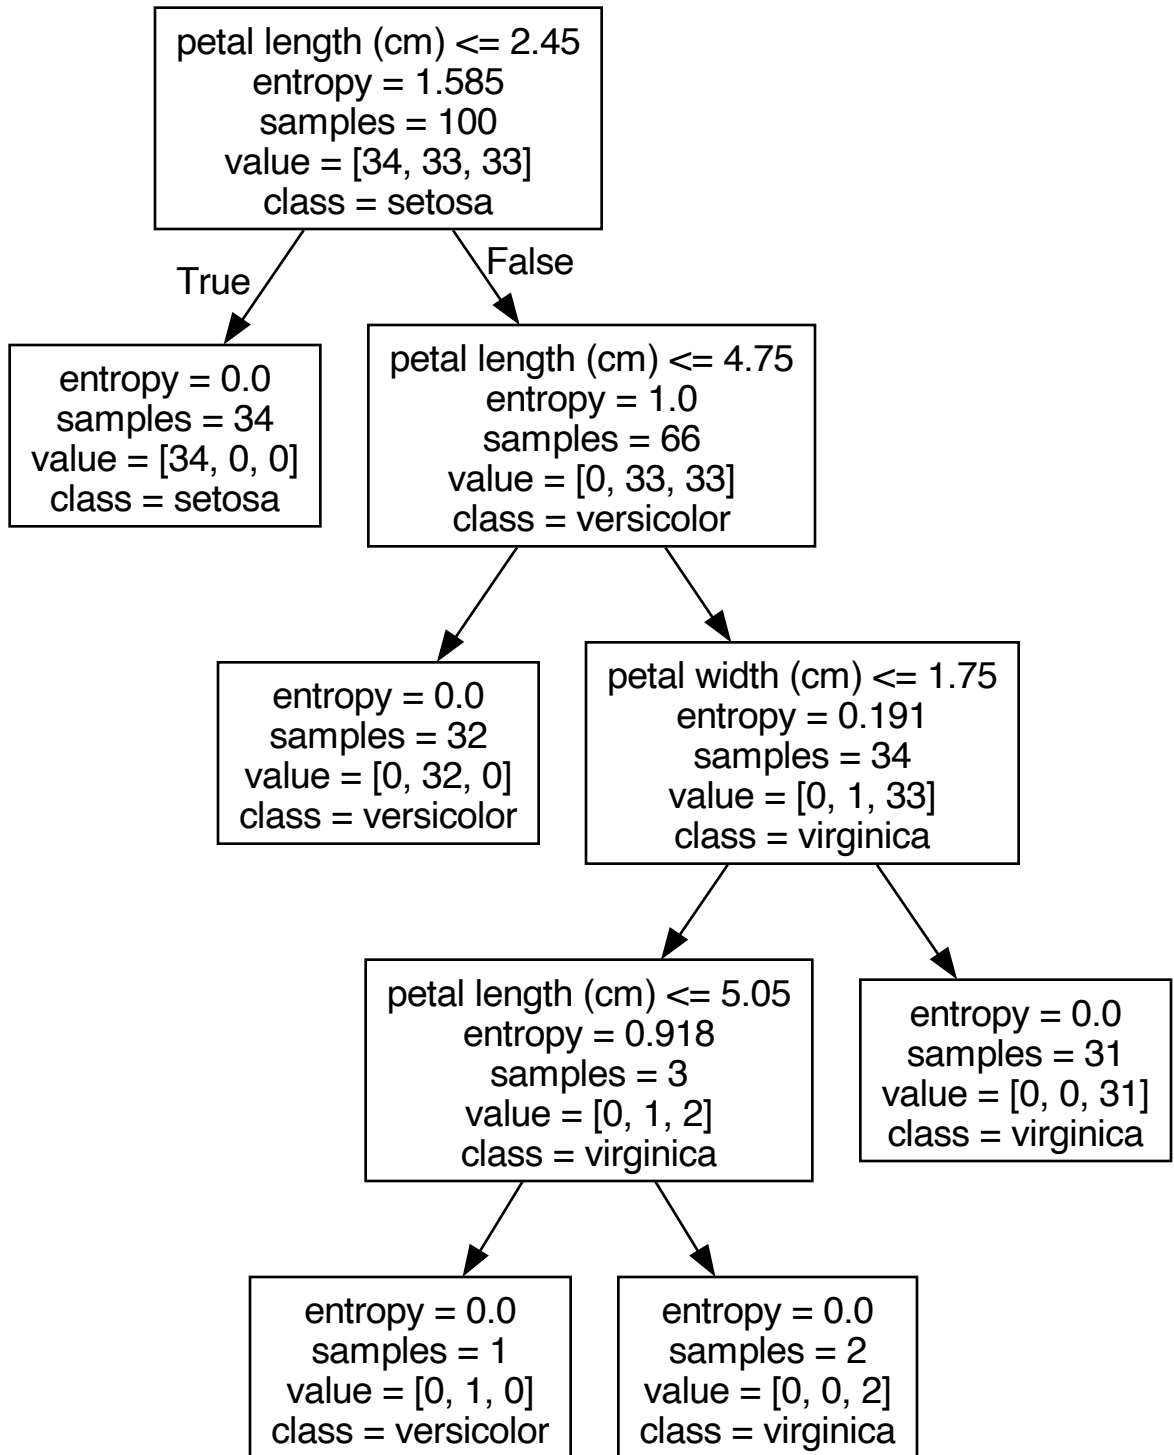 petal length (cm) <= 2.45
entropy = 1.585
samples = 100
value = [34, 33, 33]
class = setosa
True
False
entropy = 0.0
samples = 34
value = [34, 0, 0]
class = setosa
petal length (cm) <= 4.75
entropy = 1.0
samples = 66
value = [0, 33, 33]
class = versicolor
entropy = 0.0
samples = 32
value = [0, 32, 0]
class = versicolor
petal width (cm) <= 1.75
entropy = 0.191
samples = 34
value = [0, 1, 33]
class = virginica
petal length (cm) <= 5.05
entropy = 0.918
samples = 3
value = [0, 1, 2]
class = virginica
entropy = 0.0
samples = 31
value = [0, 0, 31]
class = virginica
entropy = 0.0
samples = 1
value = [0, 1, 0]
class = versicolor
entropy = 0.0
samples = 2
value = [0, 0, 2]
class = virginica